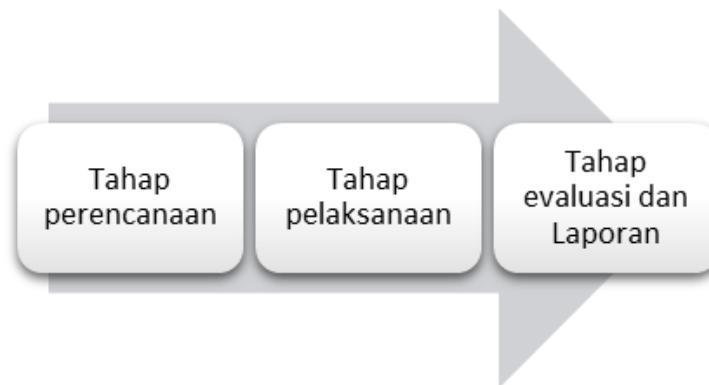 Tahap
perencanaan
Tahap
pelaksanaan
Tahap
evaluasi dan
Laporan